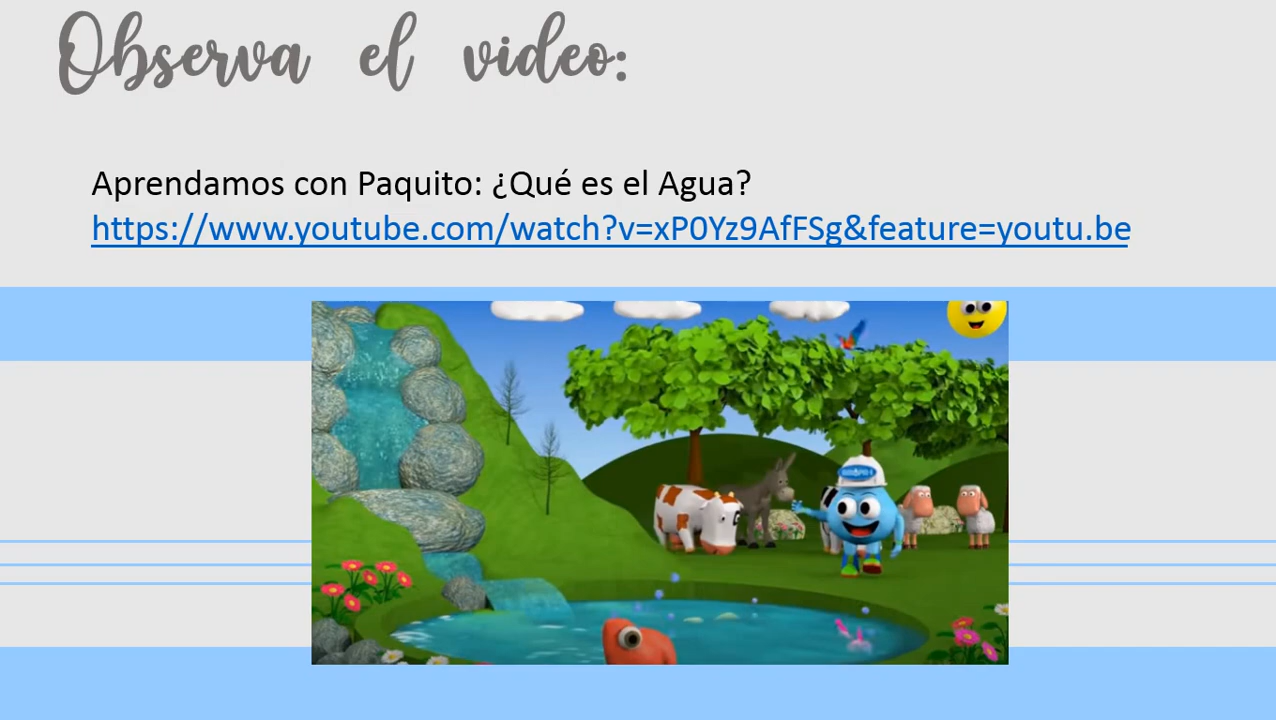 Observa el video:
Aprendamos con Paquito: ¿Qué es el Agua?
https://www.youtube.com/watch?v=xP0Yz9AfFSg&feature=youtu.be